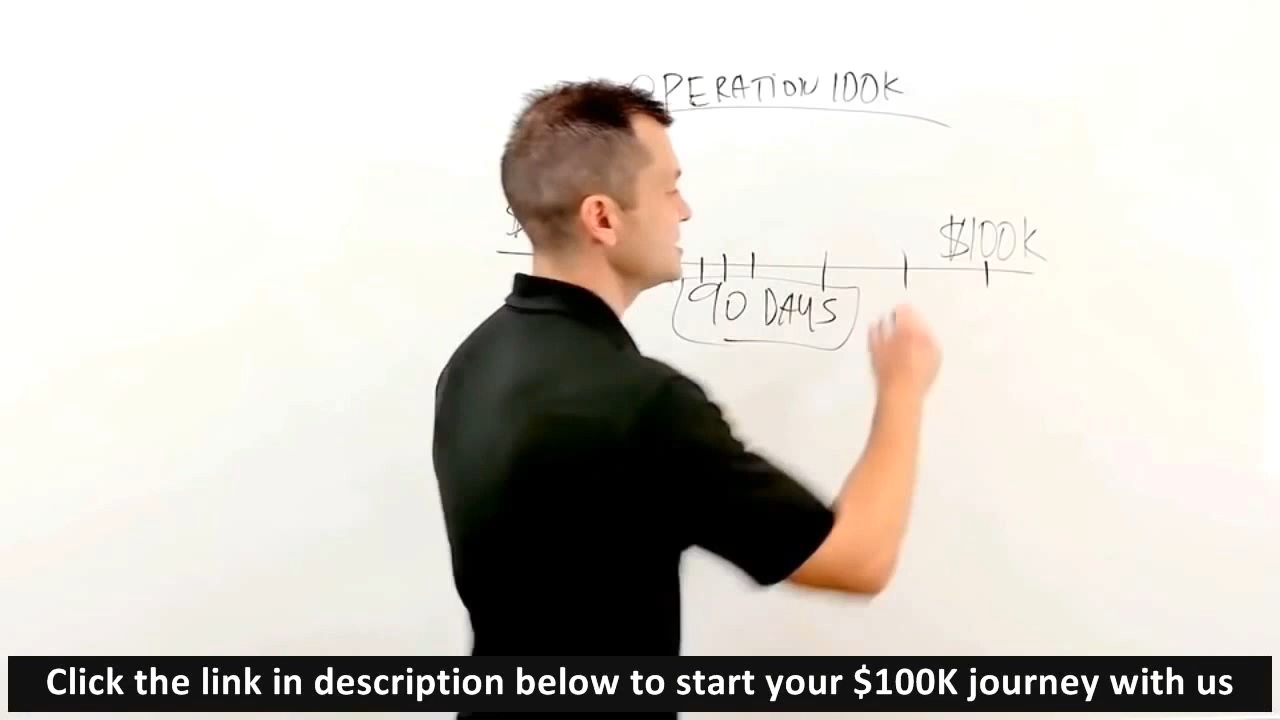 OPERATION 100K
$
$100K
90 DAYS
Click the link in description below to start your $100K journey with us